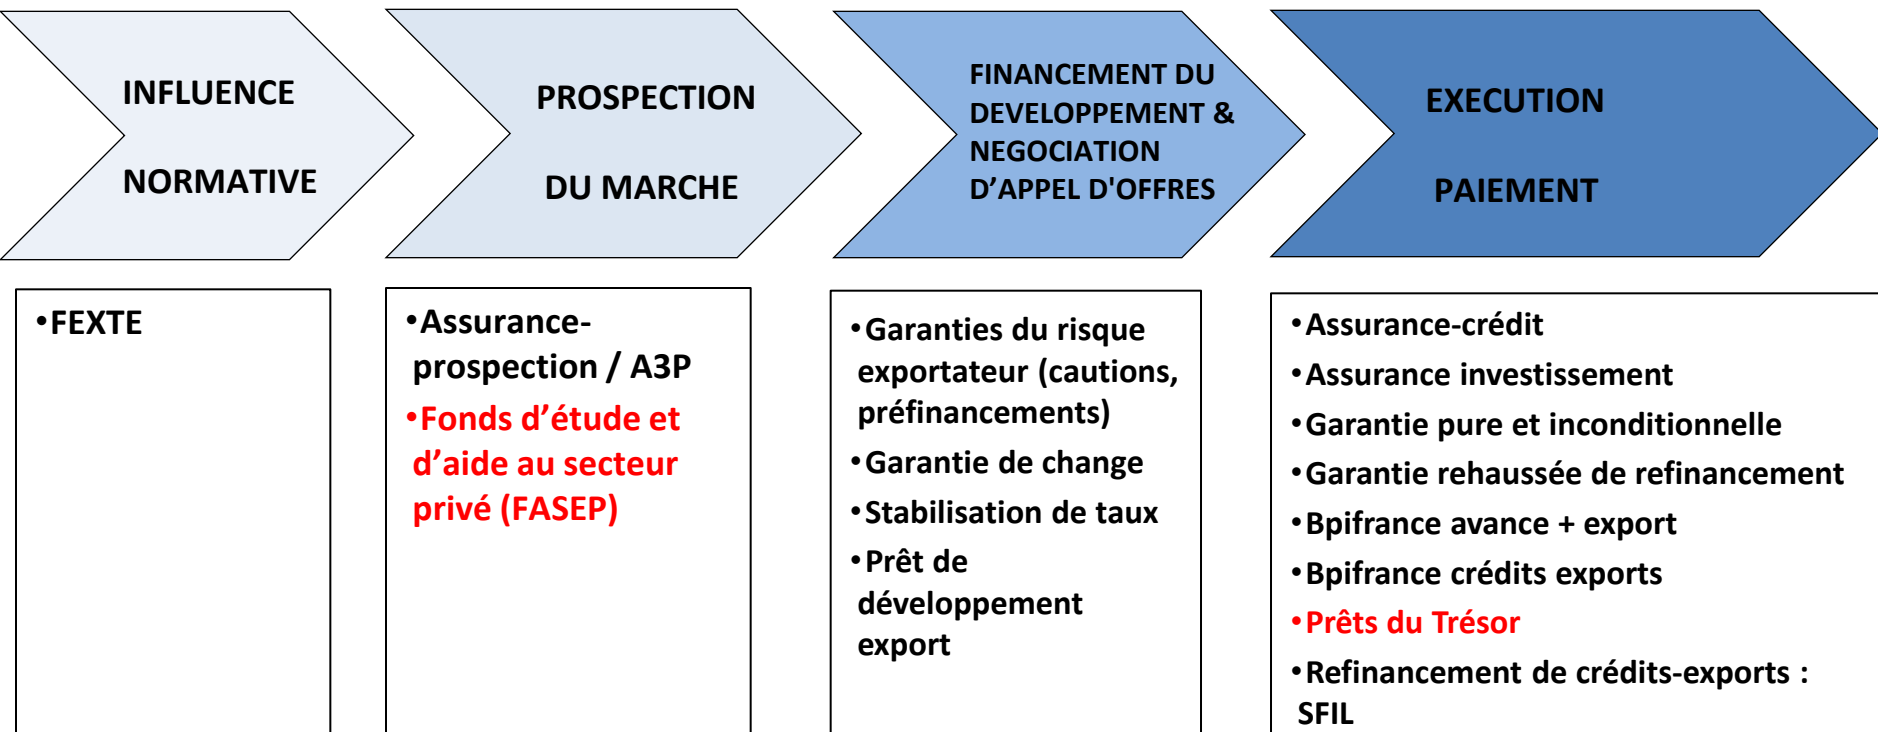 INFLUENCE
NORMATIVE
PROSPECTION
DU MARCHE
FINANCEMENT DU
DEVELOPPEMENT &
NEGOCIATION
D’APPEL D'OFFRES
EXECUTION
PAIEMENT
•FEXTE
•Assurance-
prospection / A3P
•Fonds d’étude et
d’aide au secteur
privé (FASEP)
•Garanties du risque
exportateur (cautions,
préfinancements)
•Garantie de change
•Stabilisation de taux
•Prêt de
développement
export
•Assurance-crédit
•Assurance investissement
•Garantie pure et inconditionnelle
•Garantie rehaussée de refinancement
•Bpifrance avance + export
•Bpifrance crédits exports
•Prêts du Trésor
•Refinancement de crédits-exports :
SFIL